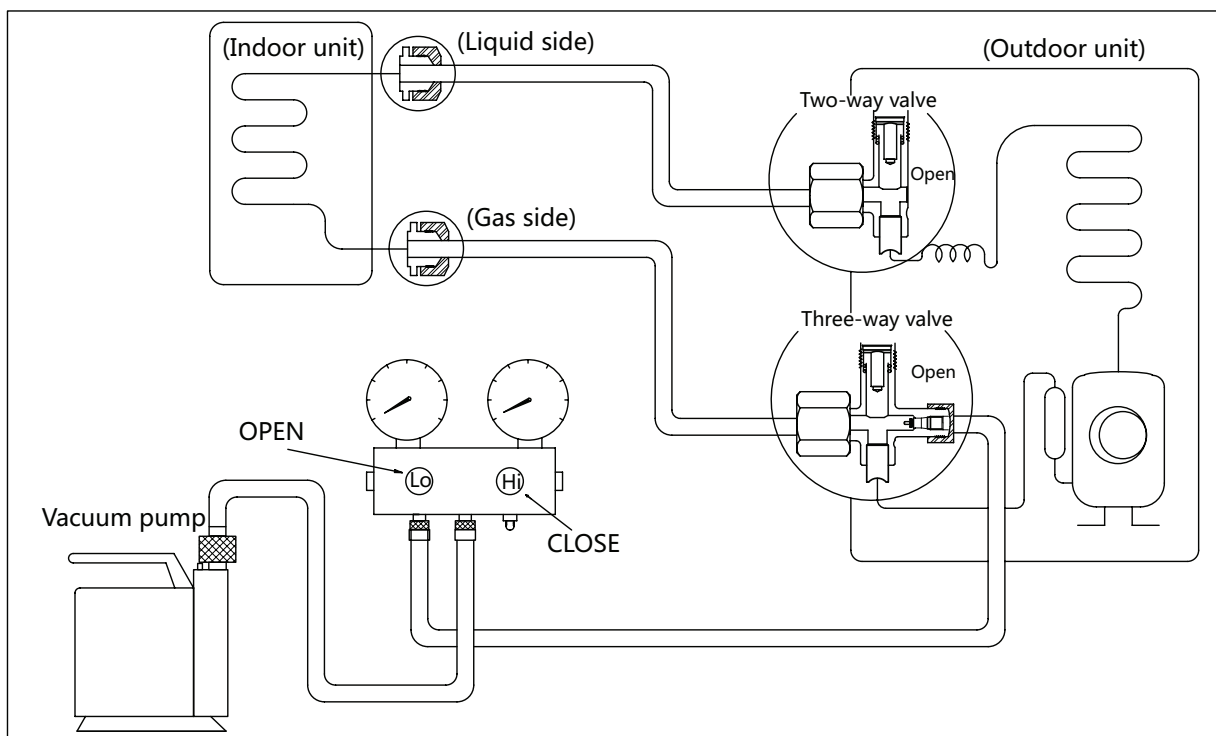 (Indoor unit)
(Liquid side)
(Outdoor unit)
Two-way valve
Open
(Gas side)
Three-way valve
Open
OPEN
Lo
Hi
CLOSE
Vacuum pump